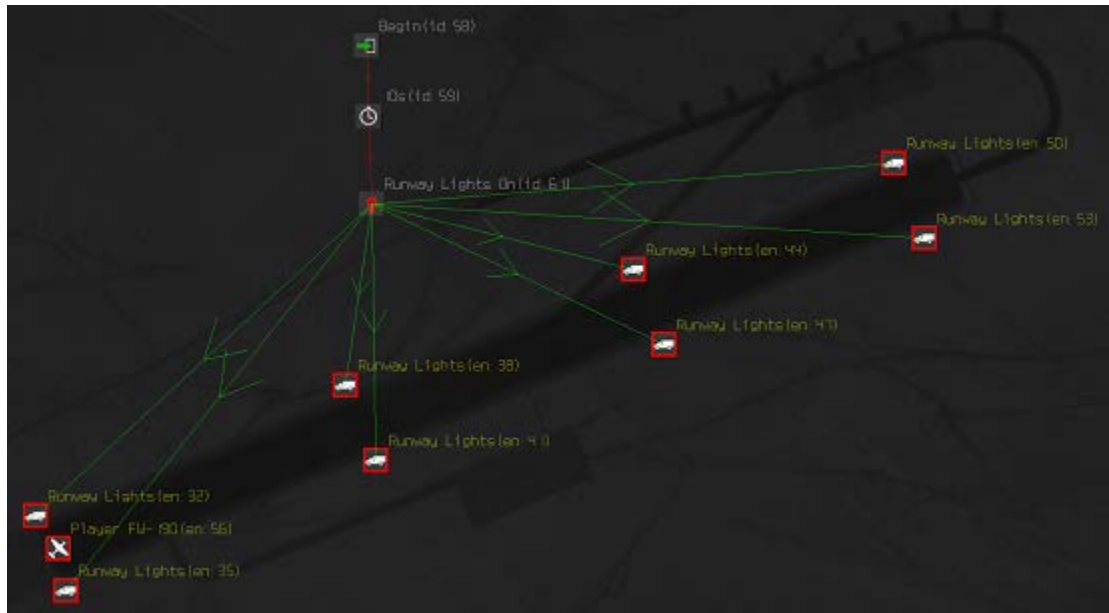 Begin(id: 58)
10s(id: 59)
Runway Lights(en: 50)
Runway Lights On(id: 61)
Runway Lights(en: 53)
Runway Lights(en: 44)
Runway Lights(en: 47)
Runway Lights(en: 38)
Runway Lights(en: 41)
Runway Lights(en: 32)
Player FW-190(en: 56)
Runway Lights(en: 35)